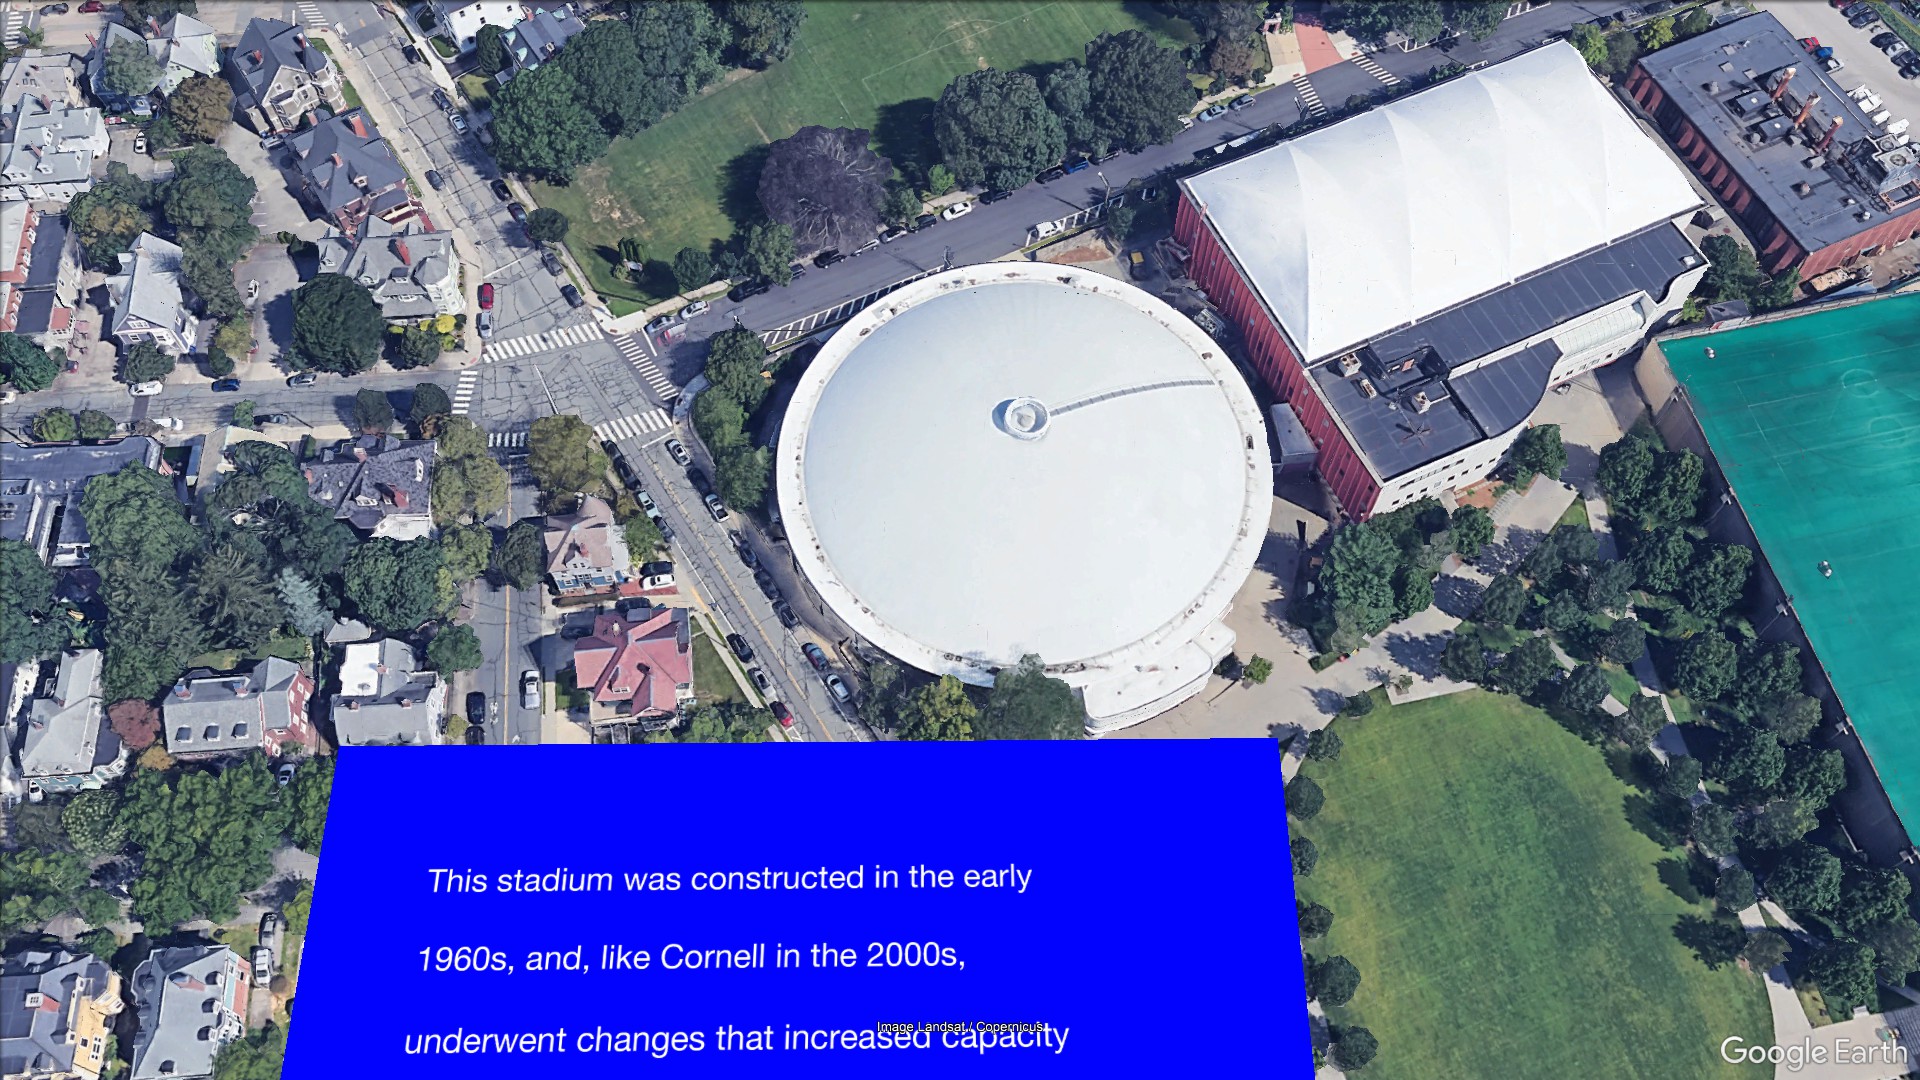 This stadium was constructed in the early
1960s, and, like Cornell in the 2000s,
underwent changes that increased capacity
Image Landsat / Copernicus
Google Earth